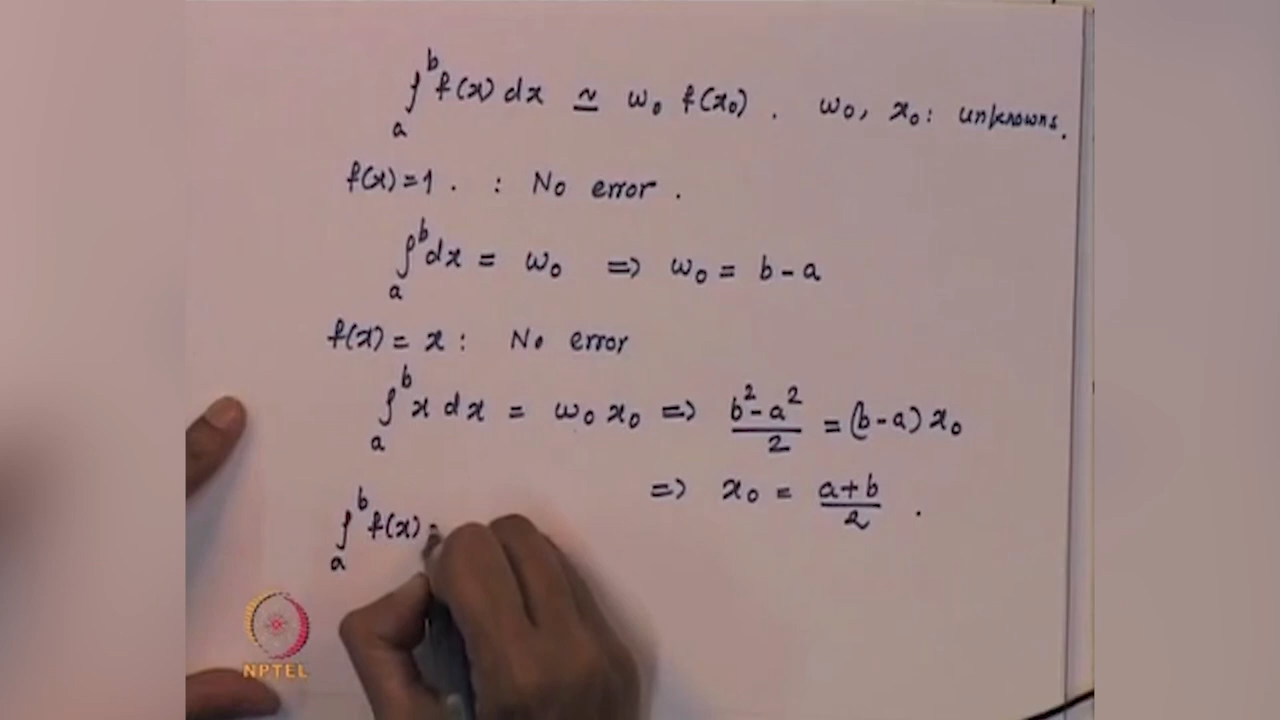 ∫_a^b f(x) dx ≃ w₀ f(x₀) . w₀, x₀ : unknowns.
f(x) = 1 . : No error .
∫_a^b dx = w₀ => w₀ = b - a
f(x) = x : No error
∫_a^b x dx = w₀ x₀ => (b² - a²)/2 = (b - a) x₀
=> x₀ = (a + b)/2 .
∫_a^b f(x)
NPTEL